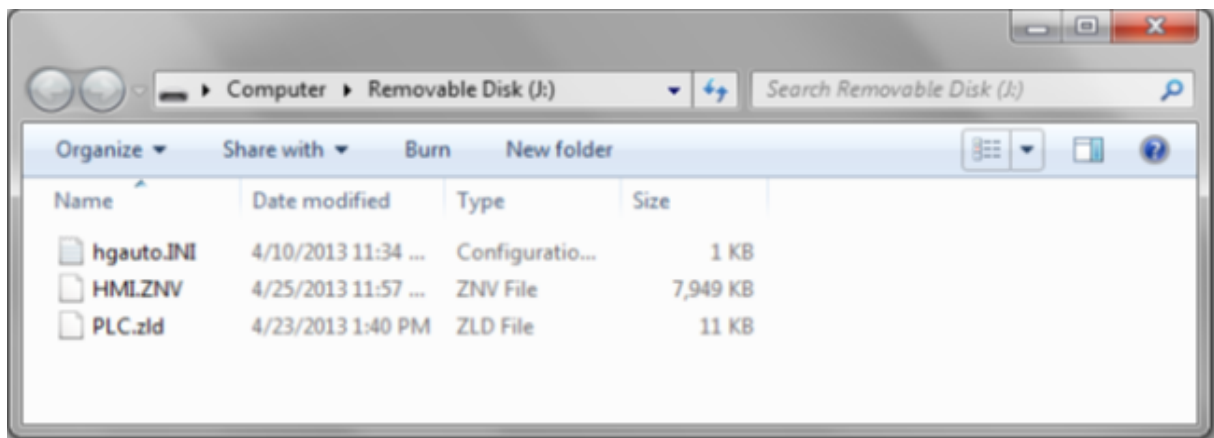 Computer Removable Disk (J:) Search Removable Disk (J:)
Organize Share with Burn New folder
Name Date modified Type Size
hgauto.INI 4/10/2013 11:34 ... Configuratio... 1 KB
HMI.ZNV 4/25/2013 11:57 ... ZNV File 7,949 KB
PLC.zld 4/23/2013 1:40 PM ZLD File 11 KB